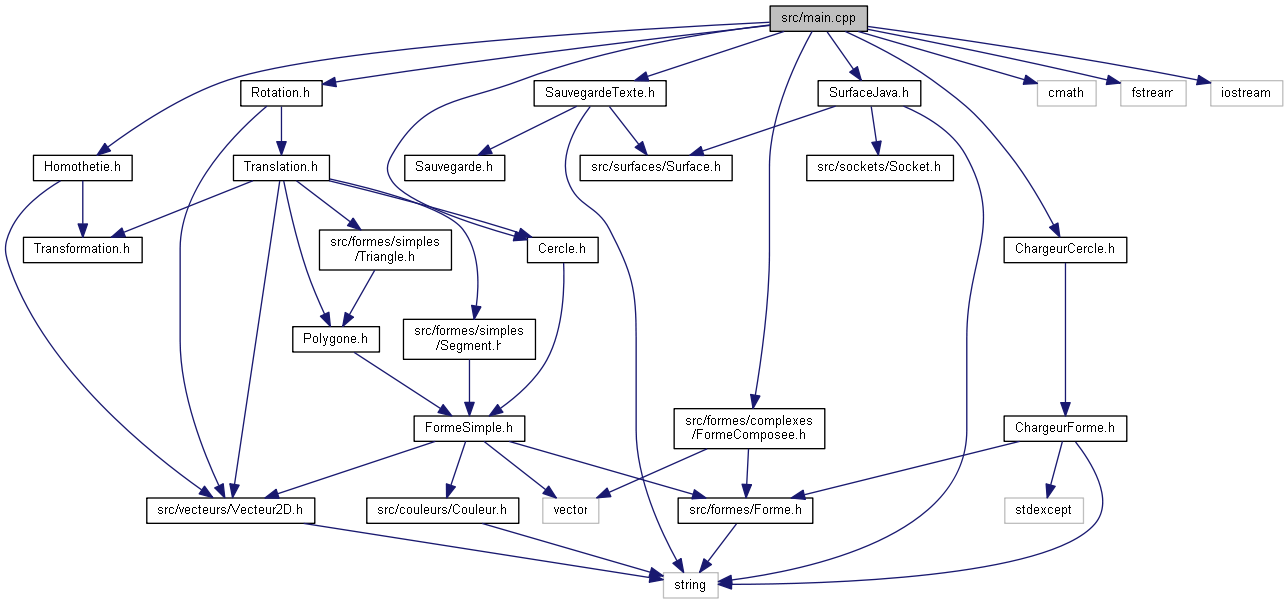 src/main.cpp
Rotation.h
SauvegardeTexte.h
SurfaceJava.h
cmath
fstream
iostream
Homothetie.h
Translation.h
Sauvegarde.h
src/surfaces/Surface.h
src/sockets/Socket.h
Transformation.h
src/formes/simples
/Triangle.h
Cercle.h
ChargeurCercle.h
Polygone.h
src/formes/simples
/Segment.h
FormeSimple.h
src/formes/complexes
/FormeComposee.h
ChargeurForme.h
src/vecteurs/Vecteur2D.h
src/couleurs/Couleur.h
vector
src/formes/Forme.h
stdexcept
string